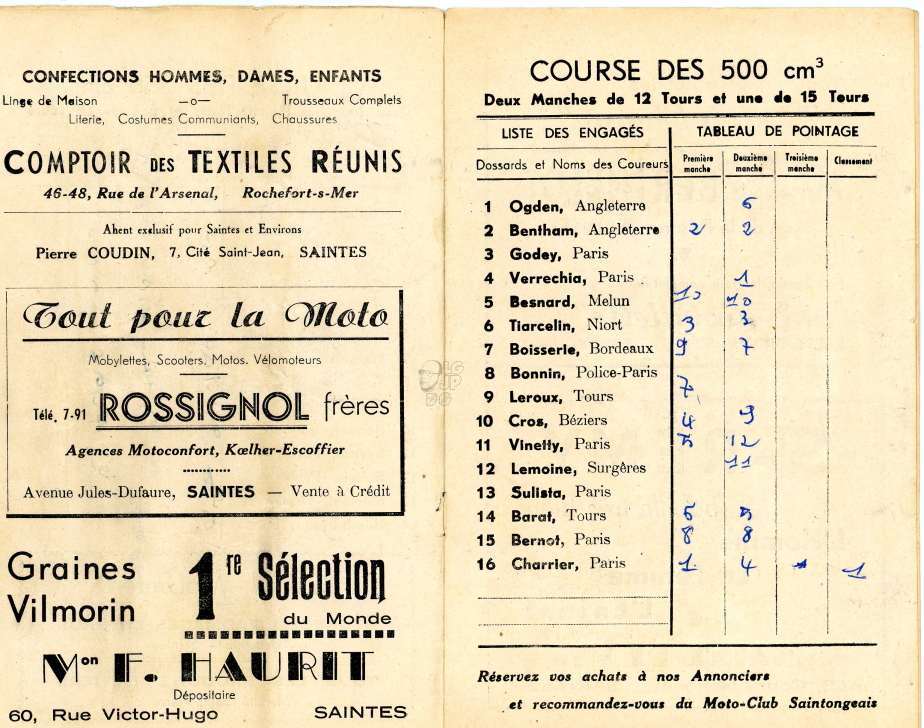 CONFECTIONS HOMMES, DAMES, ENFANTS
Linge de Maison —o— Trousseaux Complets
Literie, Costumes Communiants, Chaussures
COMPTOIR DES TEXTILES RÉUNIS
46-48, Rue de l'Arsenal, Rochefort-s-Mer
Ahent exclusif pour Saintes et Environs
Pierre COUDIN, 7, Cité Saint-Jean, SAINTES
Tout pour la Moto
Mobylettes, Scooters. Motos. Vélomoteurs
Télé. 7-91 ROSSIGNOL frères
Agences Motoconfort, Kœlher-Escoffier
Avenue Jules-Dufaure, SAINTES — Vente à Crédit
Graines Vilmorin
1re Sélection
du Monde
Mon F. HAURIT
Dépositaire
60, Rue Victor-Hugo SAINTES
COURSE DES 500 cm³
Deux Manches de 12 Tours et une de 15 Tours
LISTE DES ENGAGÉS TABLEAU DE POINTAGE
Dossards et Noms des Coureurs Première manche Deuxième manche Troisième manche Classement
1 Ogden, Angleterre 6
2 Bentham, Angleterre 2 2
3 Godey, Paris
4 Verrechia, Paris 1
5 Besnard, Melun 10 10
6 Tiarcelin, Niort 3 3
7 Boisserie, Bordeaux 9 7
8 Bonnin, Police-Paris
9 Leroux, Tours 7
10 Cros, Béziers 4 9
11 Vinetty, Paris 12
12 Lemoine, Surgères 11
13 Sulista, Paris
14 Barat, Tours 5
15 Bernot, Paris 8 8
16 Charrier, Paris 1 4 1
Réservez vos achats à nos Annonciers
et recommandez-vous du Moto-Club Saintongeais